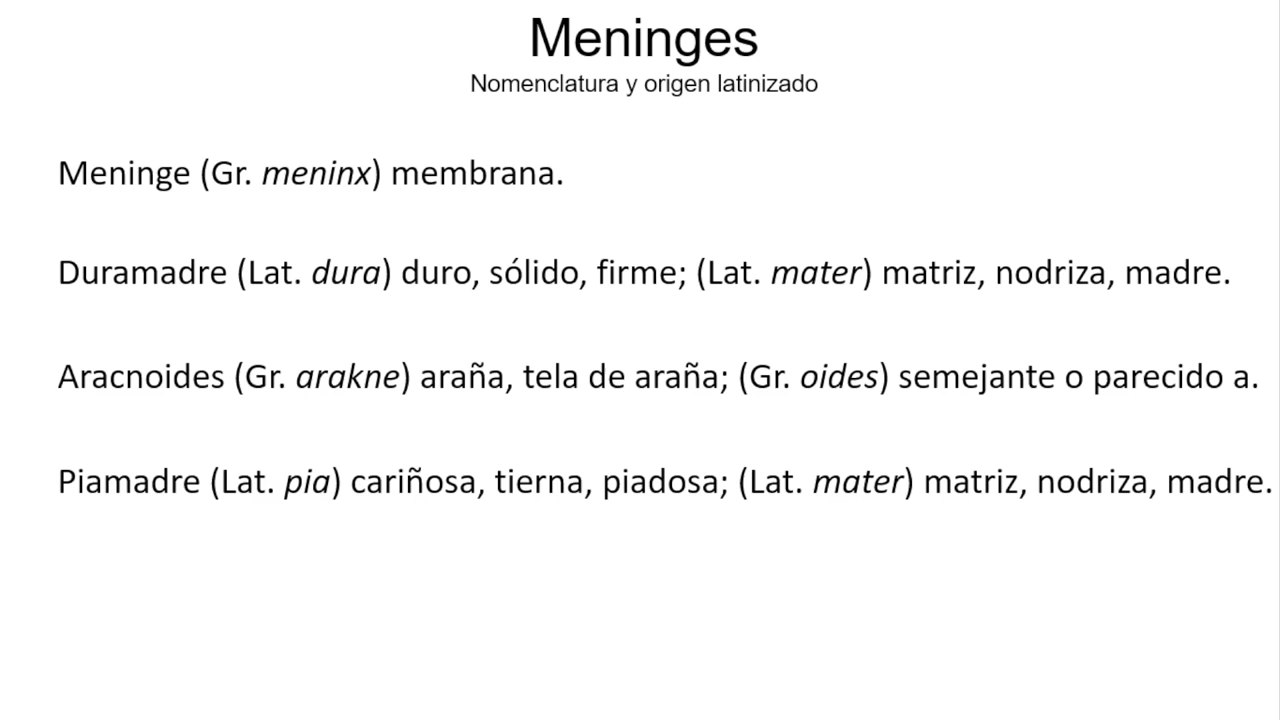 Meninges
Nomenclatura y origen latinizado
Meninge (Gr. meninx) membrana.
Duramadre (Lat. dura) duro, sólido, firme; (Lat. mater) matriz, nodriza, madre.
Aracnoides (Gr. arakne) araña, tela de araña; (Gr. oides) semejante o parecido a.
Piamadre (Lat. pia) cariñosa, tierna, piadosa; (Lat. mater) matriz, nodriza, madre.